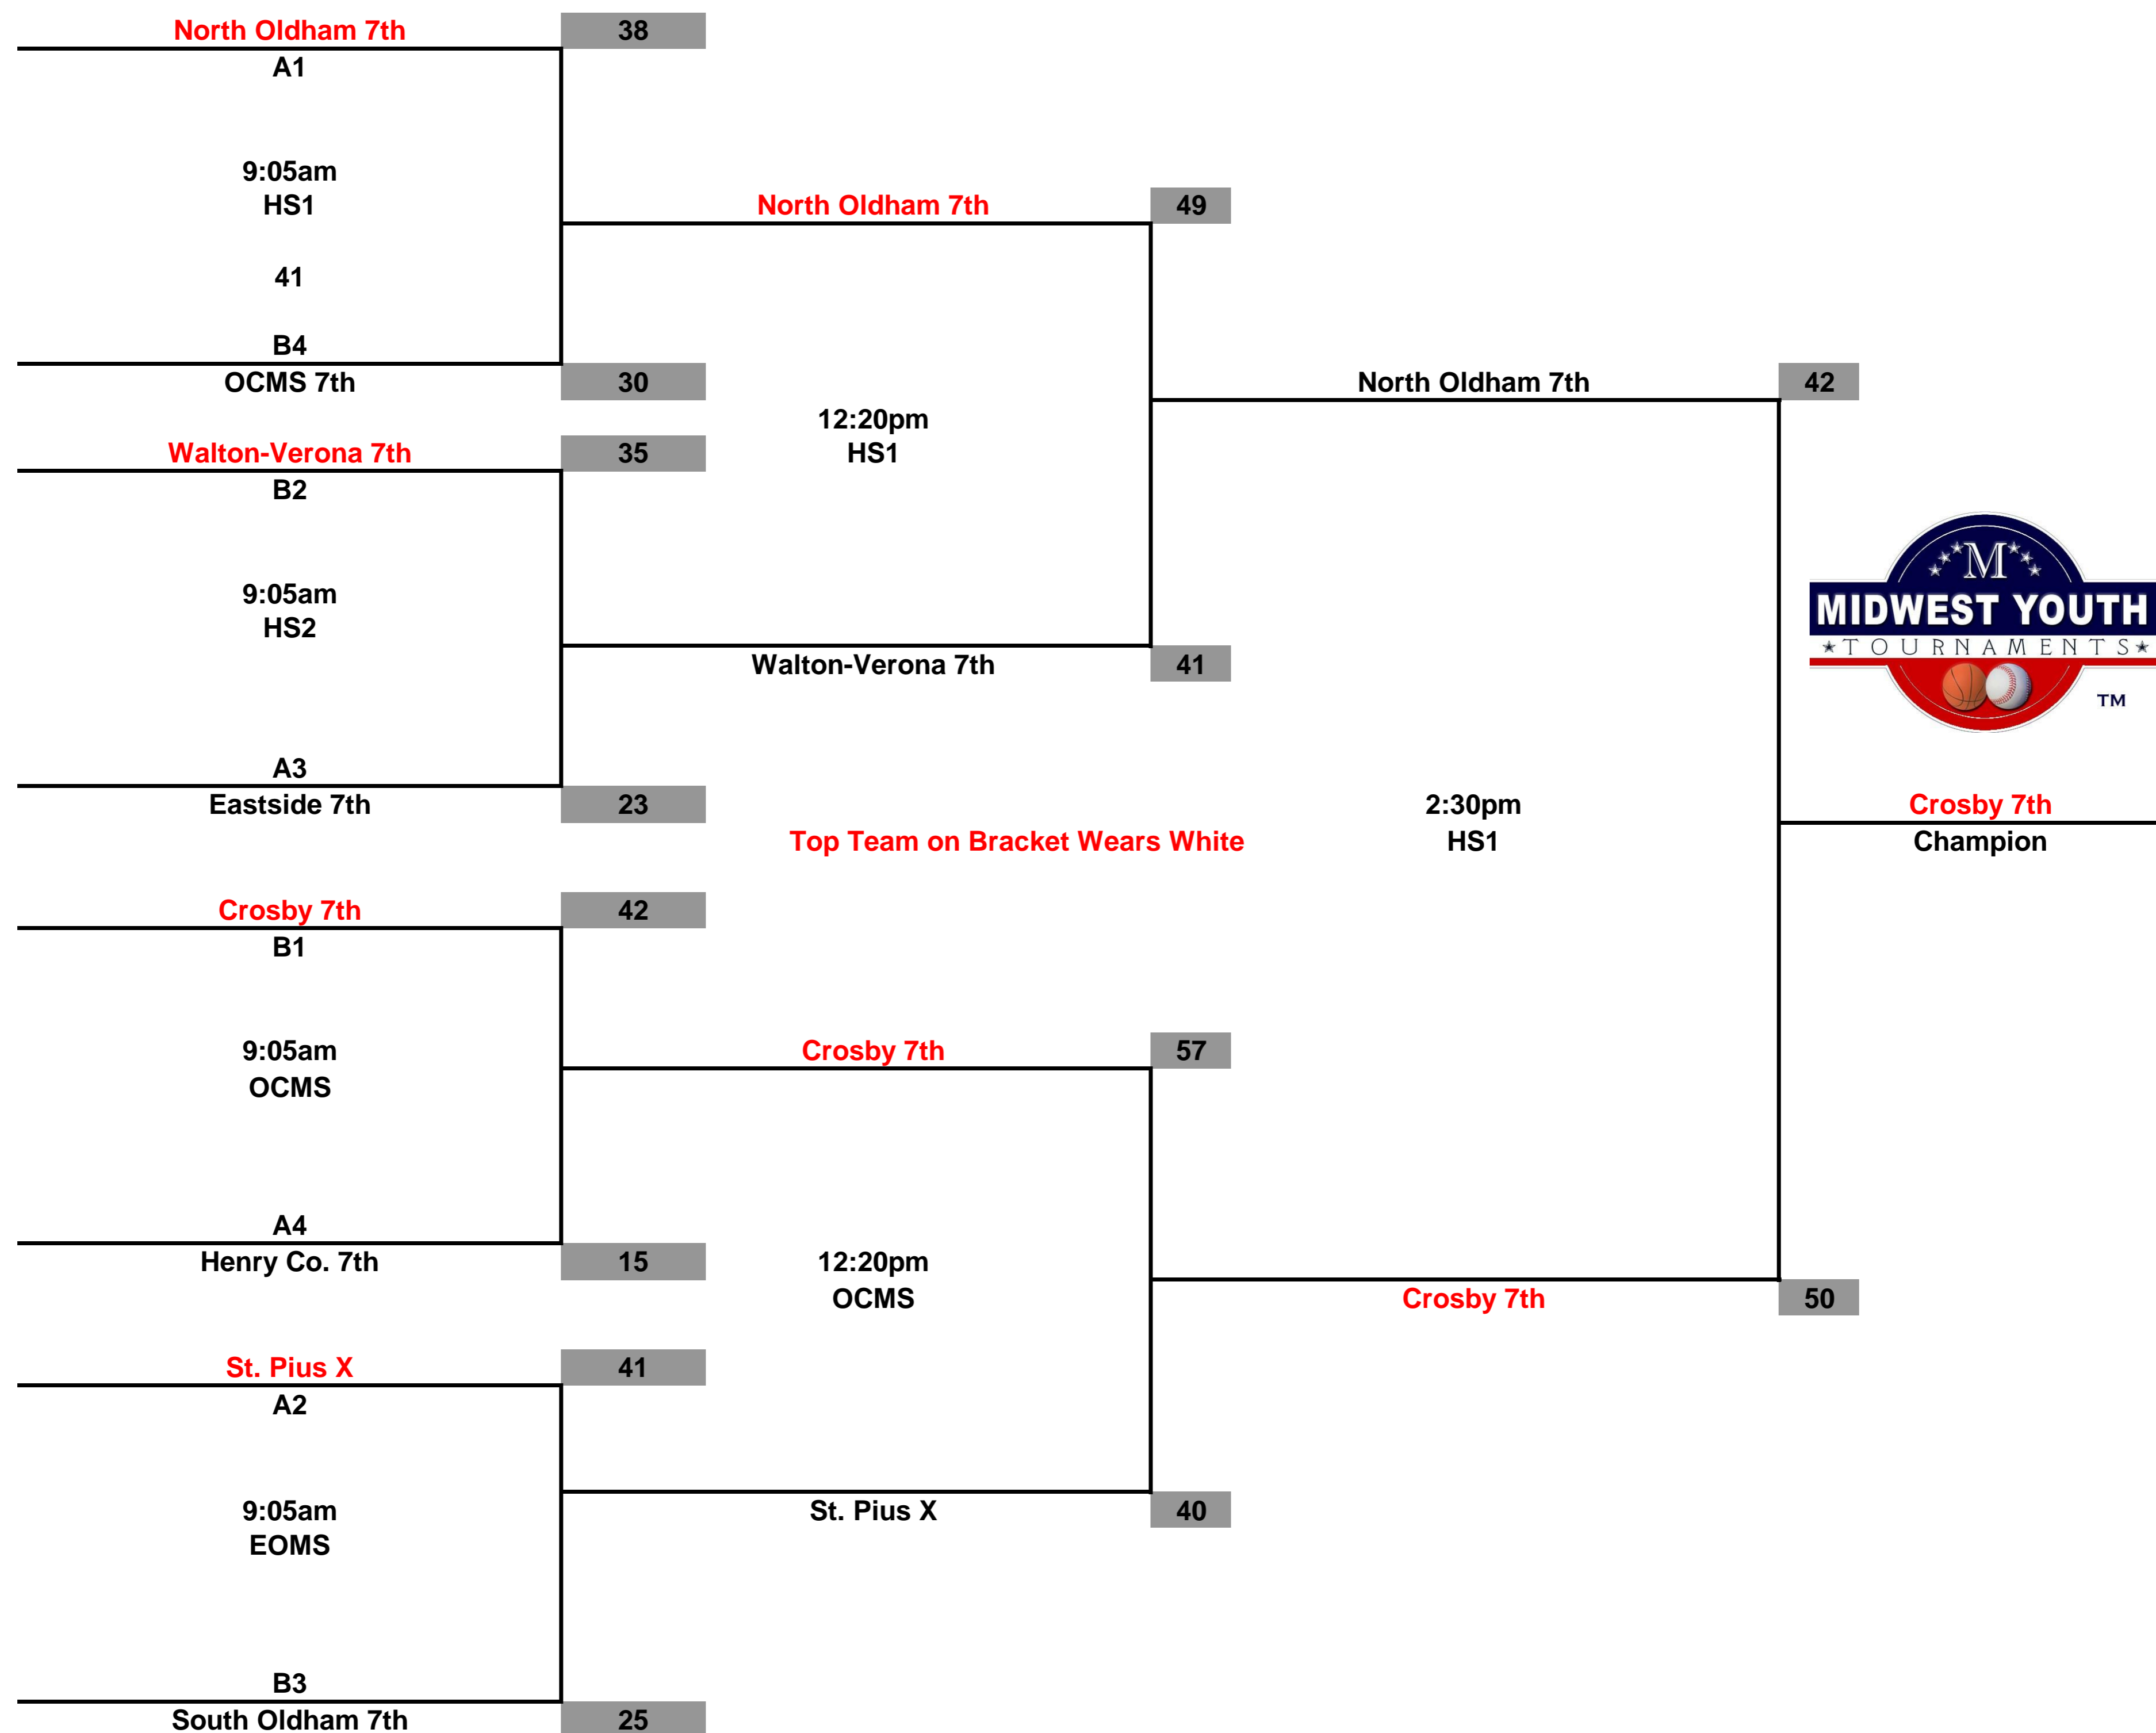 North Oldham 7th 38
A1
9:05am
HS1
North Oldham 7th 49
41
B4
OCMS 7th 30
North Oldham 7th 42
12:20pm
HS1
Walton-Verona 7th 35
B2
9:05am
HS2
Walton-Verona 7th 41
M
MIDWEST YOUTH
TOURNAMENTS
TM
A3
Eastside 7th 23
2:30pm
HS1
Crosby 7th
Champion
Top Team on Bracket Wears White
Crosby 7th 42
B1
9:05am
OCMS
Crosby 7th 57
A4
Henry Co. 7th 15
12:20pm
OCMS
Crosby 7th 50
St. Pius X 41
A2
9:05am
EOMS
St. Pius X 40
B3
South Oldham 7th 25